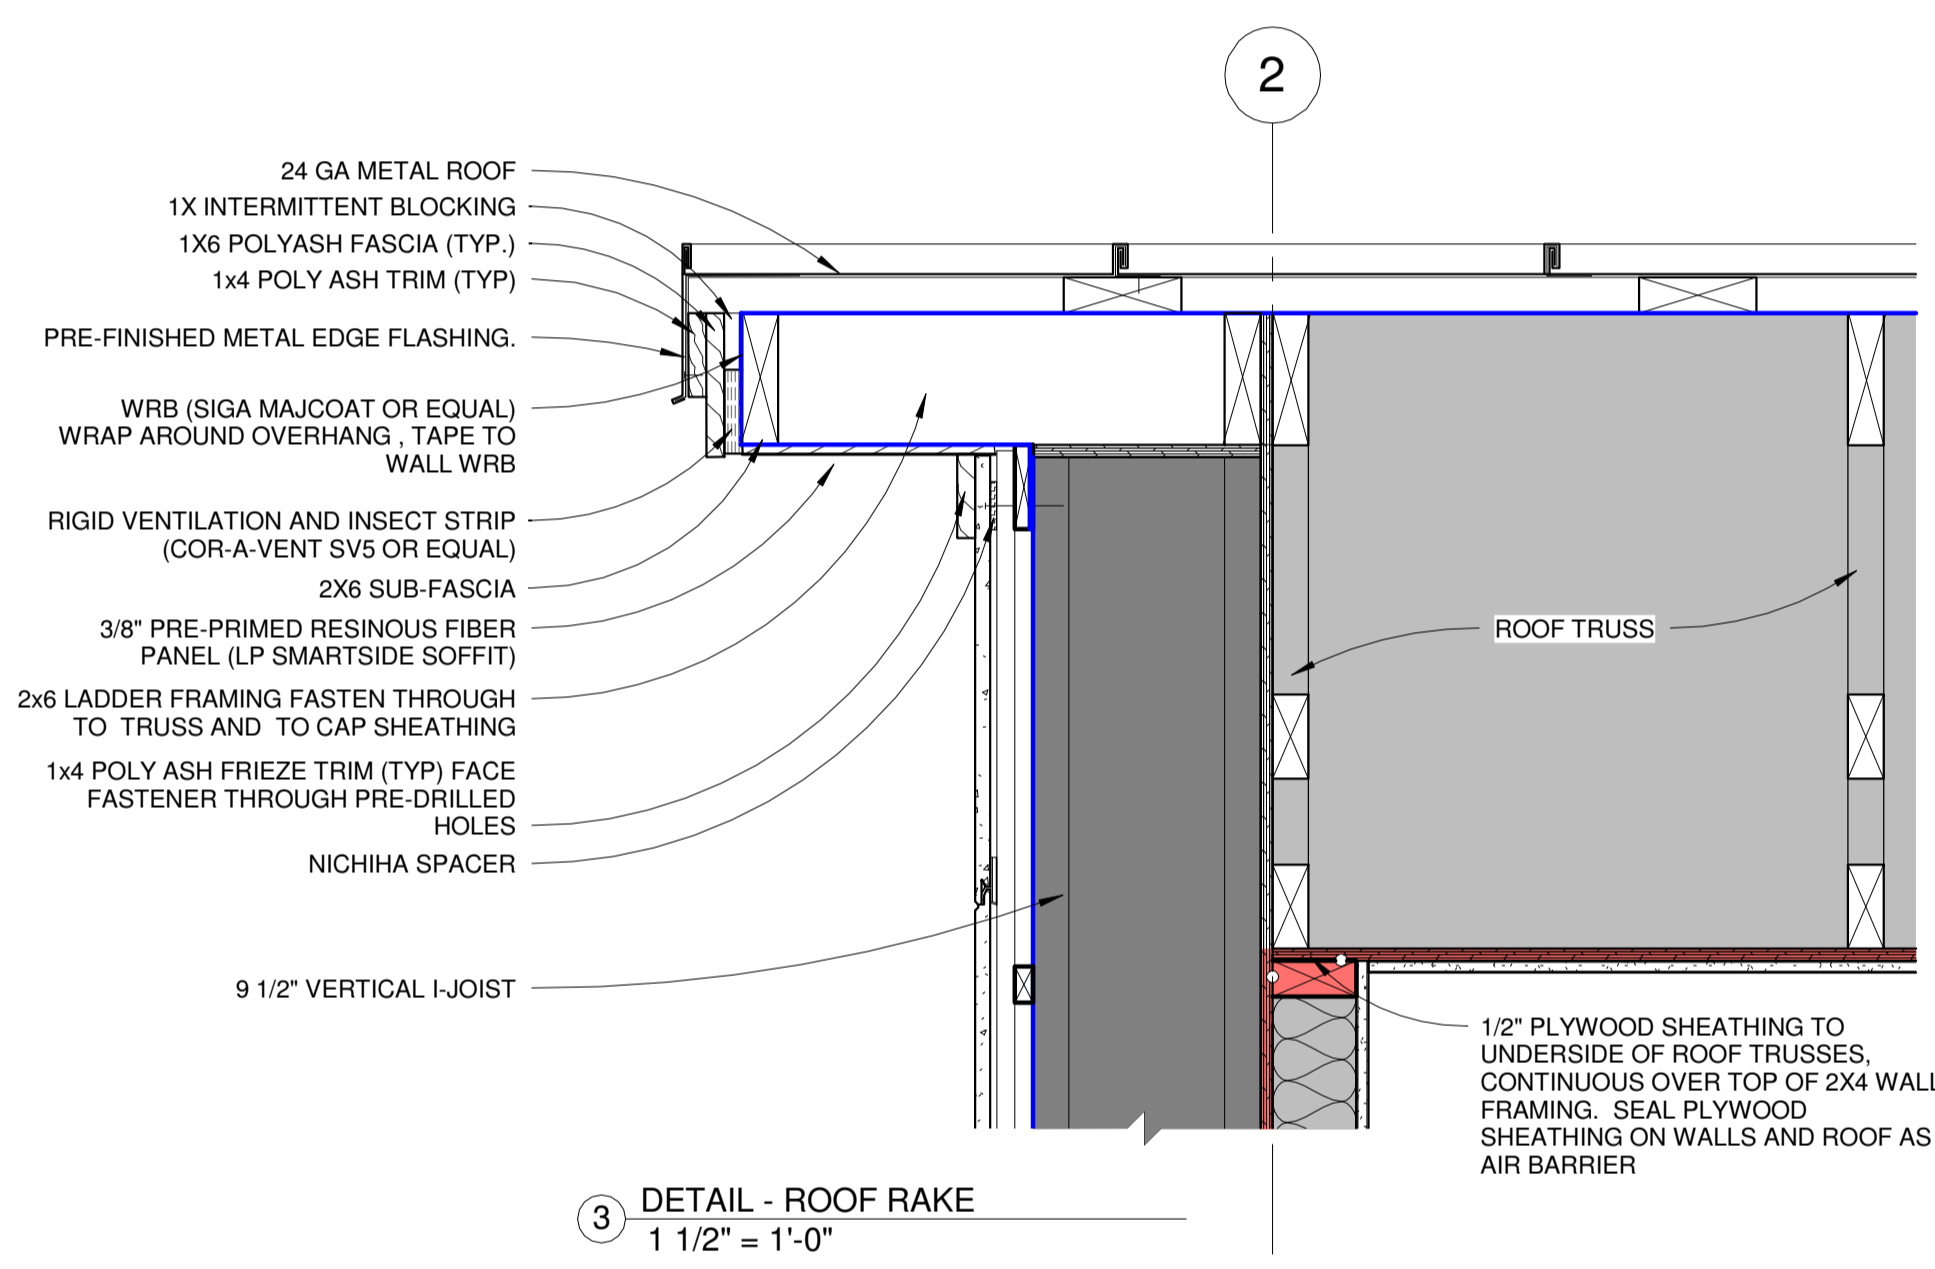 2
24 GA METAL ROOF
1X INTERMITTENT BLOCKING
1X6 POLYASH FASCIA (TYP.)
1x4 POLY ASH TRIM (TYP)
PRE-FINISHED METAL EDGE FLASHING.
WRB (SIGA MAJCOAT OR EQUAL)
WRAP AROUND OVERHANG , TAPE TO
WALL WRB
RIGID VENTILATION AND INSECT STRIP
(COR-A-VENT SV5 OR EQUAL)
2X6 SUB-FASCIA
3/8" PRE-PRIMED RESINOUS FIBER
PANEL (LP SMARTSIDE SOFFIT)
2x6 LADDER FRAMING FASTEN THROUGH
TO TRUSS AND TO CAP SHEATHING
1x4 POLY ASH FRIEZE TRIM (TYP) FACE
FASTENER THROUGH PRE-DRILLED
HOLES
NICHIHA SPACER
9 1/2" VERTICAL I-JOIST
ROOF TRUSS
1/2" PLYWOOD SHEATHING TO
UNDERSIDE OF ROOF TRUSSES,
CONTINUOUS OVER TOP OF 2X4 WALL
FRAMING. SEAL PLYWOOD
SHEATHING ON WALLS AND ROOF AS
AIR BARRIER
3
DETAIL - ROOF RAKE
1 1/2" = 1'-0"